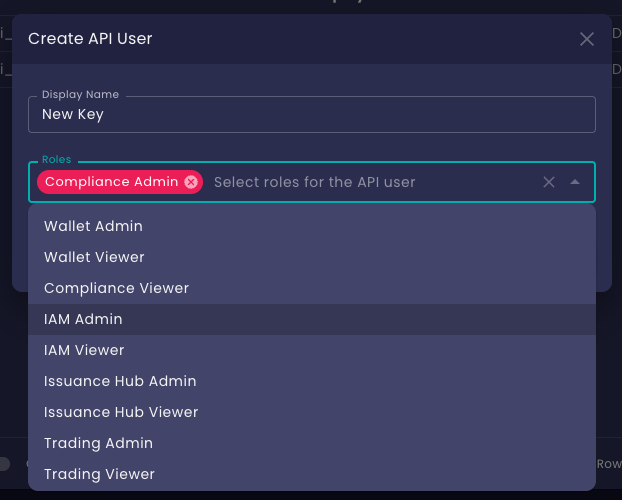 Create API User
Display Name
New Key
Roles
Compliance Admin Select roles for the API user
Wallet Admin
Wallet Viewer
Compliance Viewer
IAM Admin
IAM Viewer
Issuance Hub Admin
Issuance Hub Viewer
Trading Admin
Trading Viewer
Row